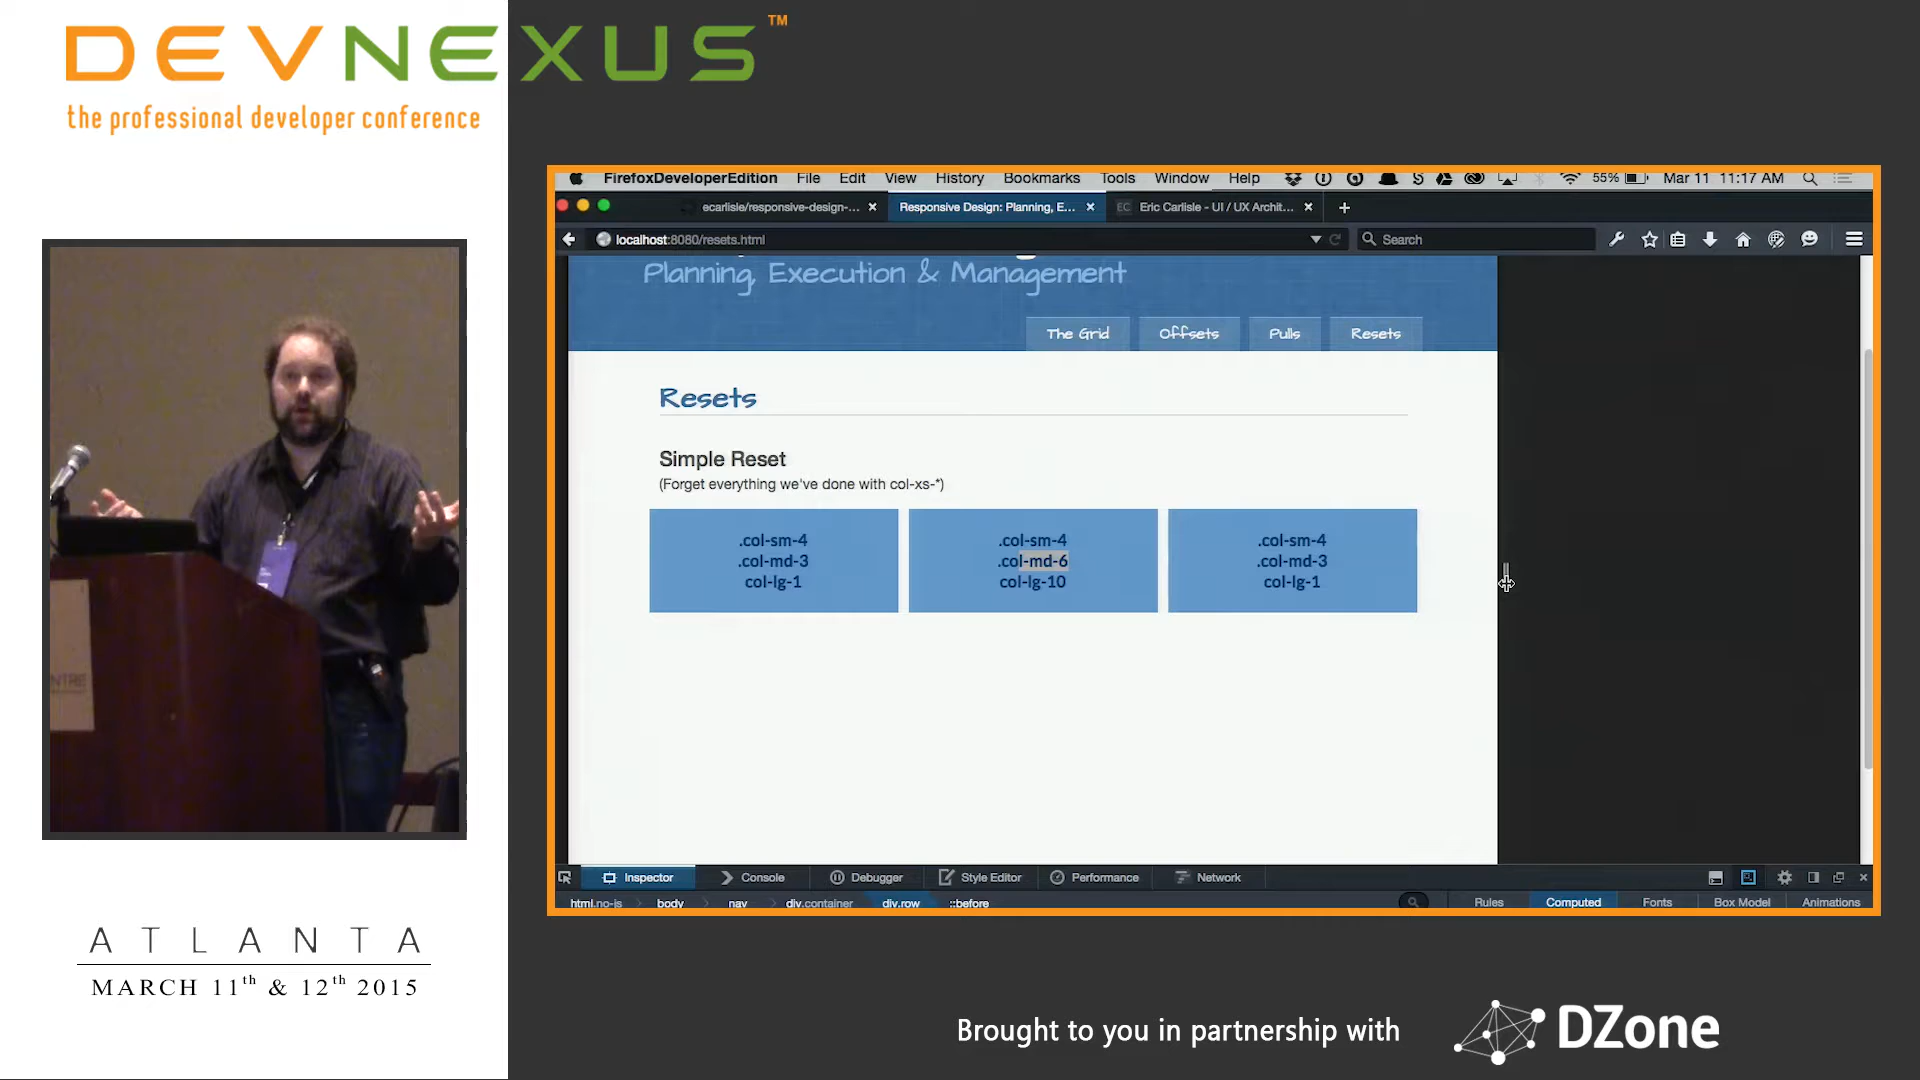 DEVNEXUS™
the professional developer conference
FirefoxDeveloperEdition File Edit View History Bookmarks Tools Window Help 55% Mar 11 11:17 AM
ecarlisle/responsive-design-... × Responsive Design: Planning, E... × EC Eric Carlisle - UI / UX Archit... × +
localhost:8080/resets.html Search
Planning, Execution & Management
The Grid Offsets Pulls Resets
Resets
Simple Reset
(Forget everything we've done with col-xs-*)
.col-sm-4 .col-sm-4 .col-sm-4
.col-md-3 .col-md-6 .col-md-3
col-lg-1 col-lg-10 col-lg-1
Inspector Console Debugger Style Editor Performance Network
html.no-js body nav div.container div.row ::before Rules Computed Fonts Box Model Animations
ATLANTA
MARCH 11th & 12th 2015
Brought to you in partnership with DZone